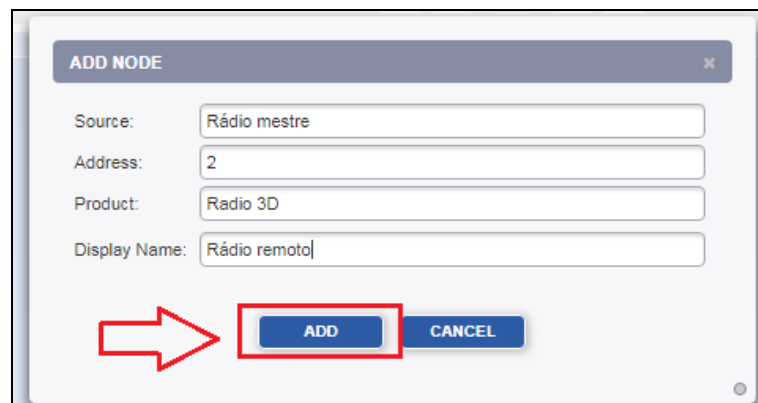 ADD NODE ×
Source: Rádio mestre
Address: 2
Product: Radio 3D
Display Name: Rádio remoto
ADD CANCEL